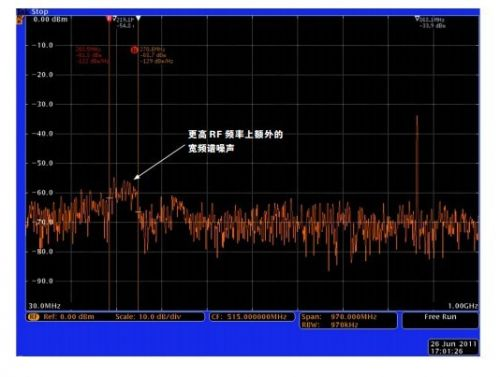 Stop
0.00 dBm
-10.0
-30.0
-40.0
-50.0
-60.0
-70.0
-80.0
-90.0
更高 RF 频率上额外的
宽频谱噪声
30.0MHz
1.00GHz
RF Ref: 0.00 dBm Scale: 10.0 dB/div CF: 515.000000MHz Span: 970.000MHz Free Run
RBW: 970kHz
26 Jun 2011
17:01:26